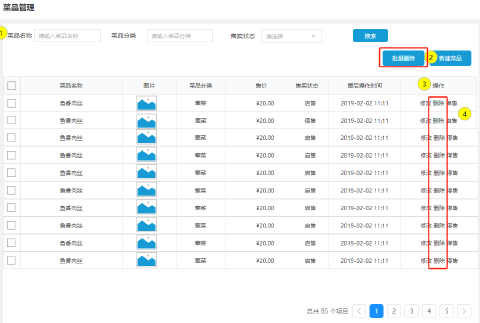 菜品管理
1 菜品名称 请输入菜品名称 菜品分类 请输入菜品分类 售卖状态 请选择 搜索
批量删除 2 新建菜品
3
菜品名称 图片 菜品分类 售价 售卖状态 最后操作时间 操作
鱼香肉丝 荤菜 ¥20.00 启售 2019-02-02 11:11 修改 删除 停售
4
鱼香肉丝 荤菜 ¥20.00 停售 2019-02-02 11:11 修改 删除 启售
鱼香肉丝 荤菜 ¥20.00 启售 2019-02-02 11:11 修改 删除 停售
鱼香肉丝 荤菜 ¥20.00 启售 2019-02-02 11:11 修改 删除 停售
鱼香肉丝 荤菜 ¥20.00 启售 2019-02-02 11:11 修改 删除 停售
鱼香肉丝 荤菜 ¥20.00 启售 2019-02-02 11:11 修改 删除 停售
鱼香肉丝 荤菜 ¥20.00 启售 2019-02-02 11:11 修改 删除 停售
鱼香肉丝 荤菜 ¥20.00 启售 2019-02-02 11:11 修改 删除 停售
鱼香肉丝 荤菜 ¥20.00 启售 2019-02-02 11:11 修改 删除 停售
鱼香肉丝 荤菜 ¥20.00 启售 2019-02-02 11:11 修改 删除 停售
总共 85 个项目 < 1 2 3 4 5 >